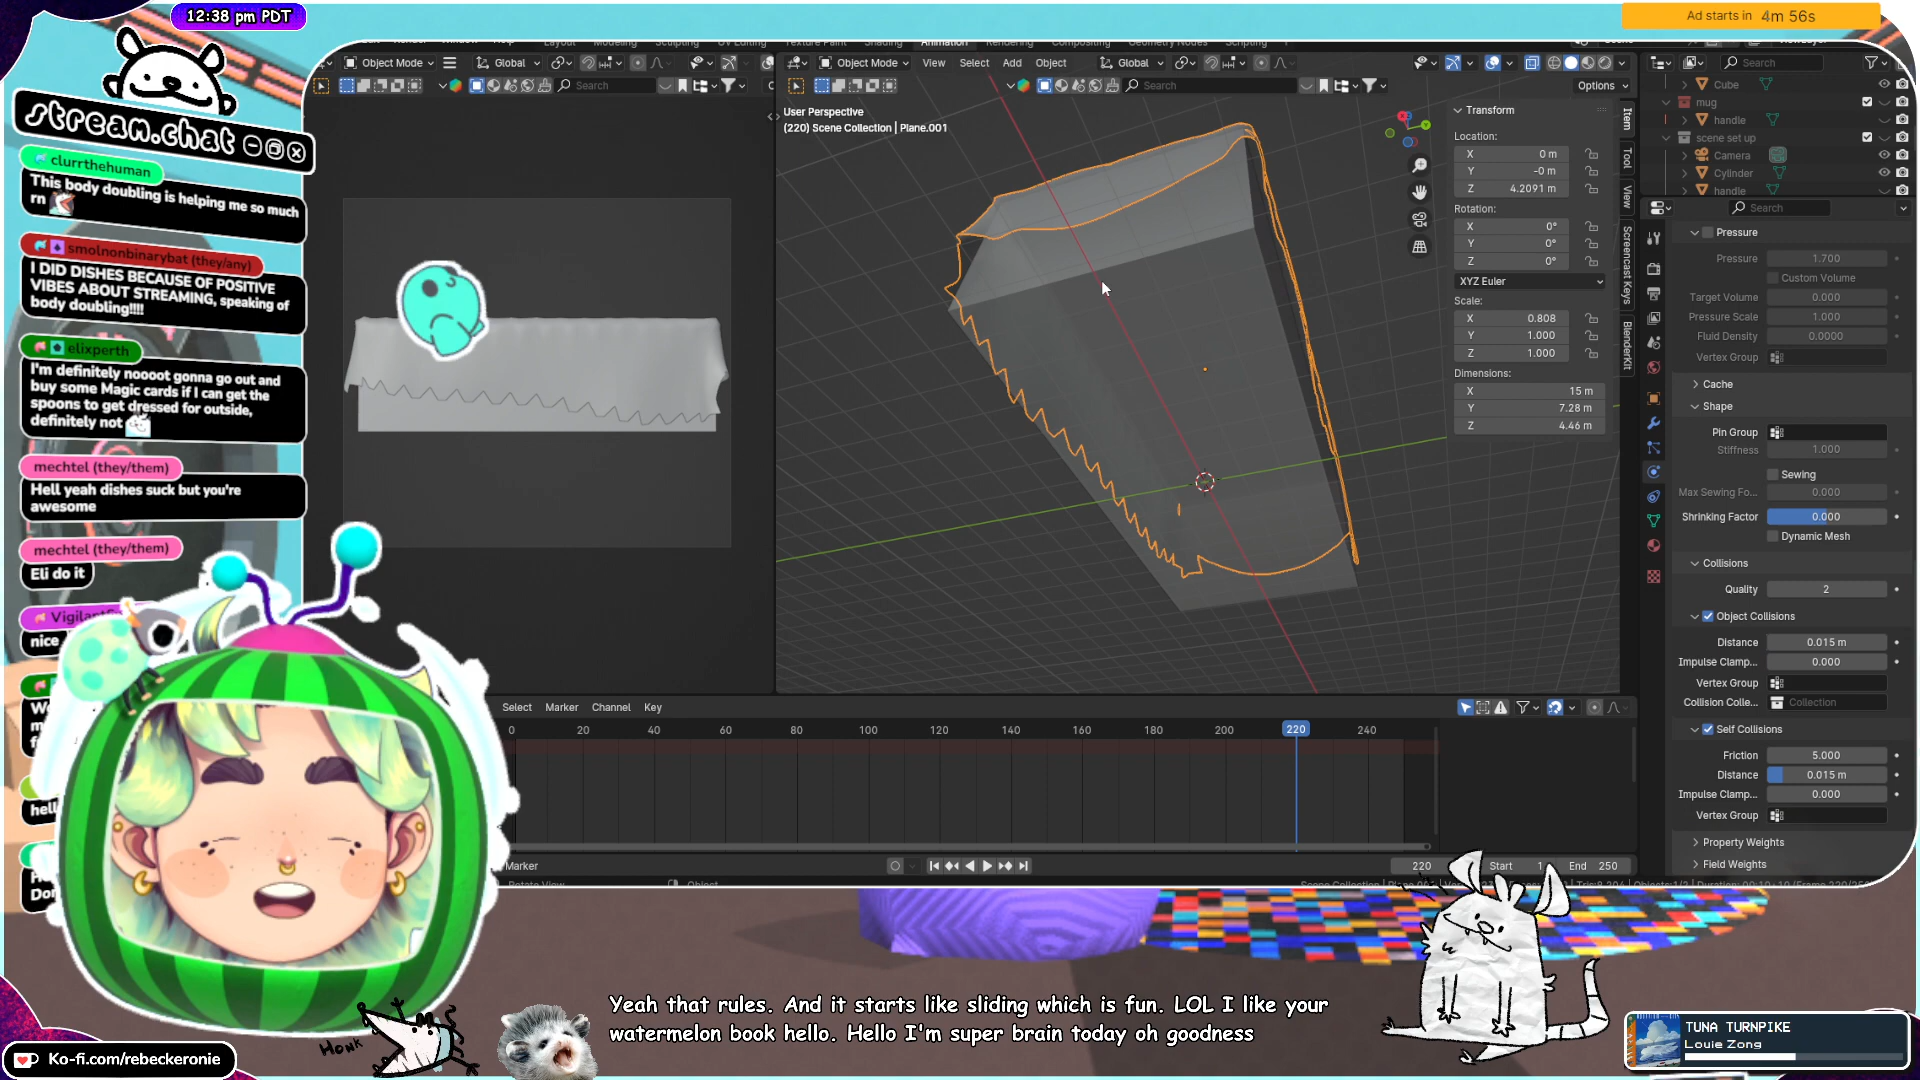 12:38 pm PDT
Ad starts in 4m 56s
stream.chat
clurrthehuman
This body doubling is helping me so much
rn
smolnonbinarybat (they/any)
I DID DISHES BECAUSE OF POSITIVE
VIBES ABOUT STREAMING, speaking of
body doubling!!!!
elixperth
I'm definitely noooot gonna go out and
buy some Magic cards if I can get the
spoons to get dressed for outside,
definitely not
mechtel (they/them)
Hell yeah dishes suck but you're
awesome
mechtel (they/them)
Eli do it
nice
hell
Object Mode
Global
Search
Object Mode
View
Select
Add
Object
Global
Search
Options
User Perspective
(220) Scene Collection | Plane.001
Transform
Location:
X 0 m
Y -0 m
Z 4.2091 m
Rotation:
X 0°
Y 0°
Z 0°
XYZ Euler
Scale:
X 0.808
Y 1.000
Z 1.000
Dimensions:
X 15 m
Y 7.28 m
Z 4.46 m
Item
Tool
View
Screencast Keys
BlenderKit
Search
Cube
mug
handle
scene set up
Camera
Cylinder
handle
Search
Pressure
Pressure 1.700
Custom Volume
Target Volume 0.000
Pressure Scale 1.000
Fluid Density 0.0000
Vertex Group
Cache
Shape
Pin Group
Stiffness 1.000
Sewing
Max Sewing Fo... 0.000
Shrinking Factor 0.000
Dynamic Mesh
Collisions
Quality 2
Object Collisions
Distance 0.015 m
Impulse Clamp... 0.000
Vertex Group
Collision Colle... Collection
Self Collisions
Friction 5.000
Distance 0.015 m
Impulse Clamp... 0.000
Vertex Group
Property Weights
Field Weights
Select Marker Channel Key
0 20 40 60 80 100 120 140 160 180 200 220 240
Marker
220
Start 1
End 250
Honk
Yeah that rules. And it starts like sliding which is fun. LOL I like your
watermelon book hello. Hello I'm super brain today oh goodness
Ko-fi.com/rebeckeronie
TUNA TURNPIKE
Louie Zong